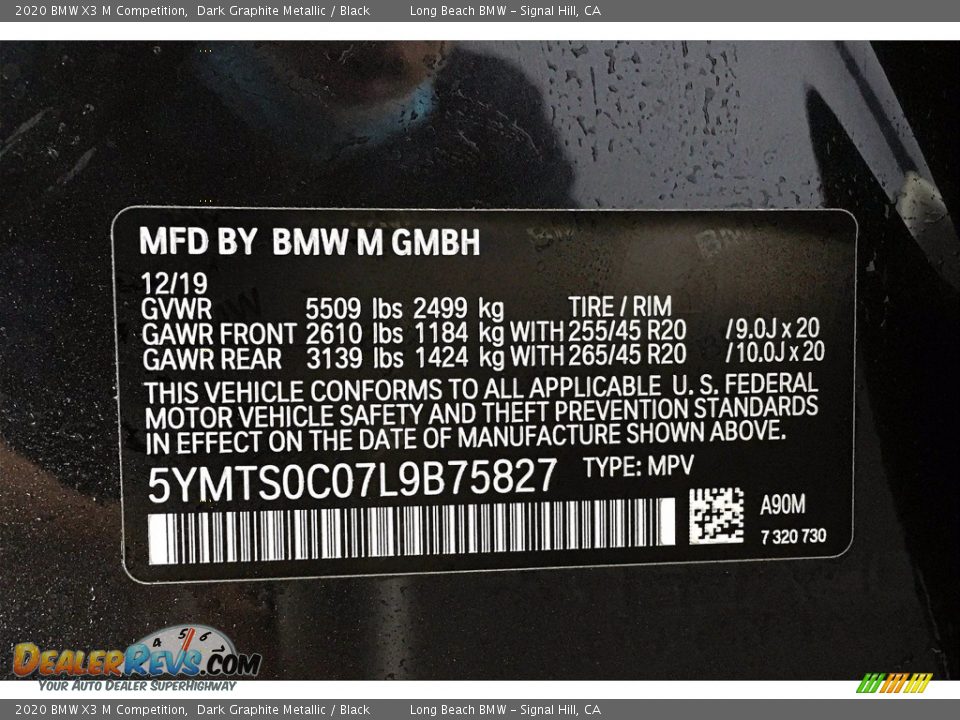 2020 BMW X3 M Competition, Dark Graphite Metallic / Black Long Beach BMW - Signal Hill, CA
MFD BY BMW M GMBH
12/19
GVWR 5509 lbs 2499 kg TIRE / RIM
GAWR FRONT 2610 lbs 1184 kg WITH 255/45 R20 /9.0J x 20
GAWR REAR 3139 lbs 1424 kg WITH 265/45 R20 /10.0J x 20
THIS VEHICLE CONFORMS TO ALL APPLICABLE U. S. FEDERAL
MOTOR VEHICLE SAFETY AND THEFT PREVENTION STANDARDS
IN EFFECT ON THE DATE OF MANUFACTURE SHOWN ABOVE.
5YMTS0C07L9B75827 TYPE: MPV
A90M
7 320 730
4 5 6
DEALERREVS.COM
YOUR AUTO DEALER SUPERHIGHWAY
2020 BMW X3 M Competition, Dark Graphite Metallic / Black Long Beach BMW - Signal Hill, CA